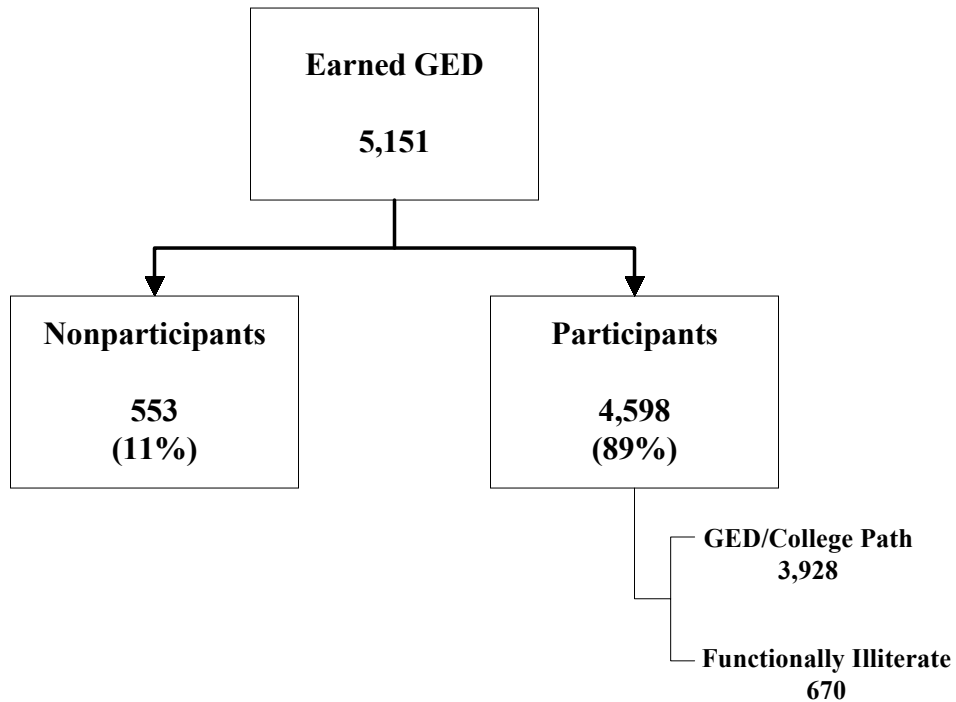 Earned GED
5,151
Nonparticipants
553
(11%)
Participants
4,598
(89%)
GED/College Path
3,928
Functionally Illiterate
670